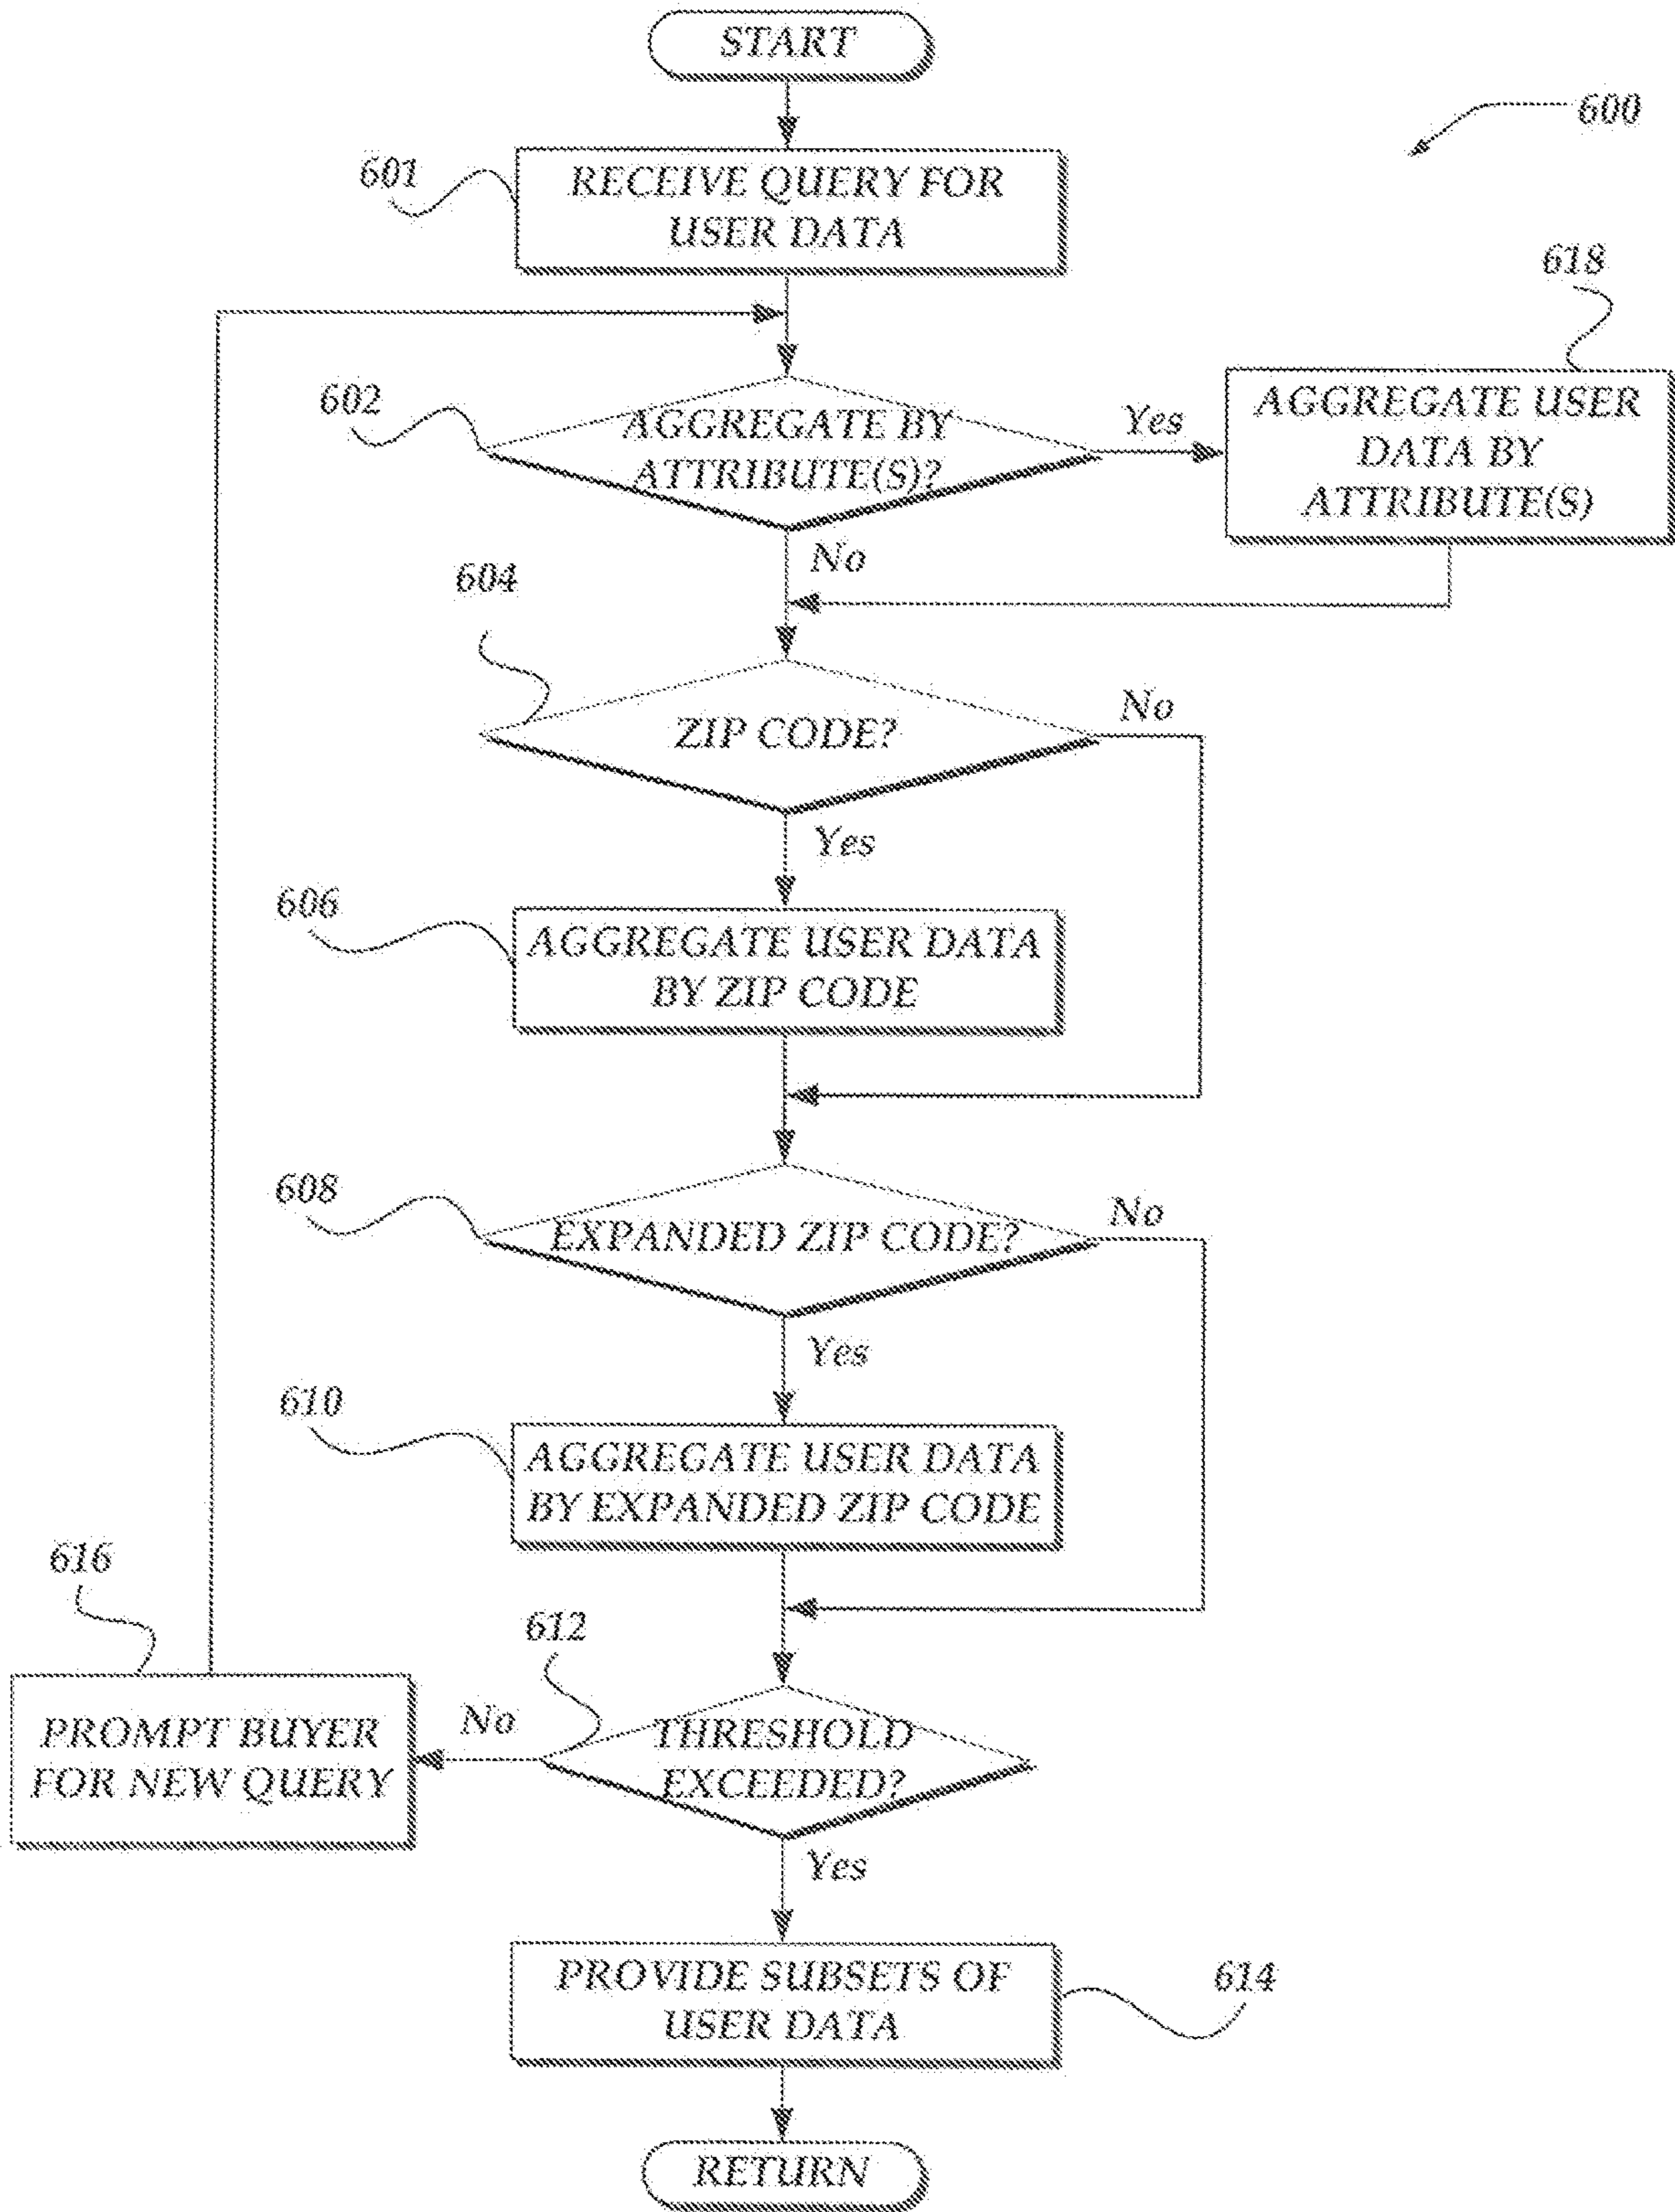 START
600
601
RECEIVE QUERY FOR
USER DATA
618
602
AGGREGATE BY
ATTRIBUTE(S)?
Yes
AGGREGATE USER
DATA BY
ATTRIBUTE(S)
No
604
ZIP CODE?
No
Yes
606
AGGREGATE USER DATA
BY ZIP CODE
608
EXPANDED ZIP CODE?
No
Yes
610
AGGREGATE USER DATA
BY EXPANDED ZIP CODE
616
612
PROMPT BUYER
FOR NEW QUERY
No
THRESHOLD
EXCEEDED?
Yes
PROVIDE SUBSETS OF
USER DATA
614
RETURN